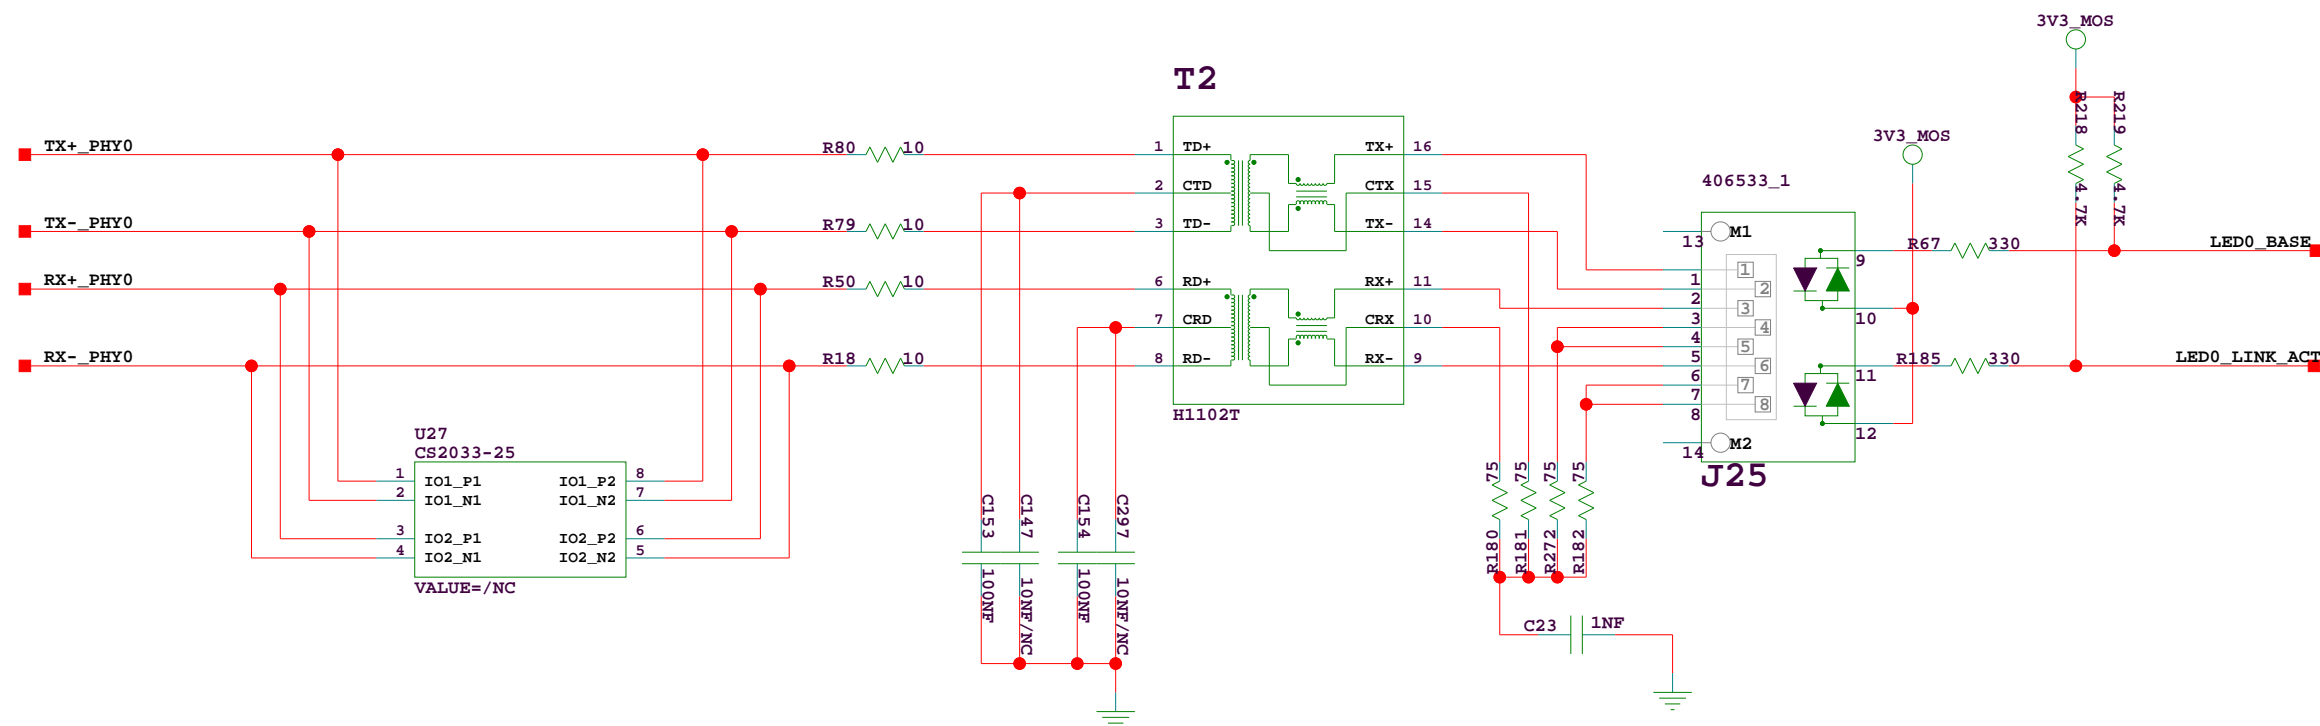 3V3_MOS
T2
3V3_MOS
R218
4.7K
R219
4.7K
406533_1
TX+_PHY0
R80 10
1 TD+ TX+ 16
2 CTD CTX 15
TX-_PHY0
R79 10
3 TD- TX- 14
RX+_PHY0
R50 10
6 RD+ RX+ 11
7 CRD CRX 10
RX-_PHY0
R18 10
8 RD- RX- 9
H1102T
13 M1
1 1
2 2
3 3
4 4
5 5
6 6
7 7
8 8
14 M2
J25
9
10
11
12
R67 330
LED0_BASE
R185 330
LED0_LINK_ACT
U27
CS2033-25
1 IO1_P1 IO1_P2 8
2 IO1_N1 IO1_N2 7
3 IO2_P1 IO2_P2 6
4 IO2_N1 IO2_N2 5
VALUE=/NC
C153
100NF
C147
10NF/NC
C154
100NF
C297
10NF/NC
75
R180
75
R181
75
R272
75
R182
C23 1NF